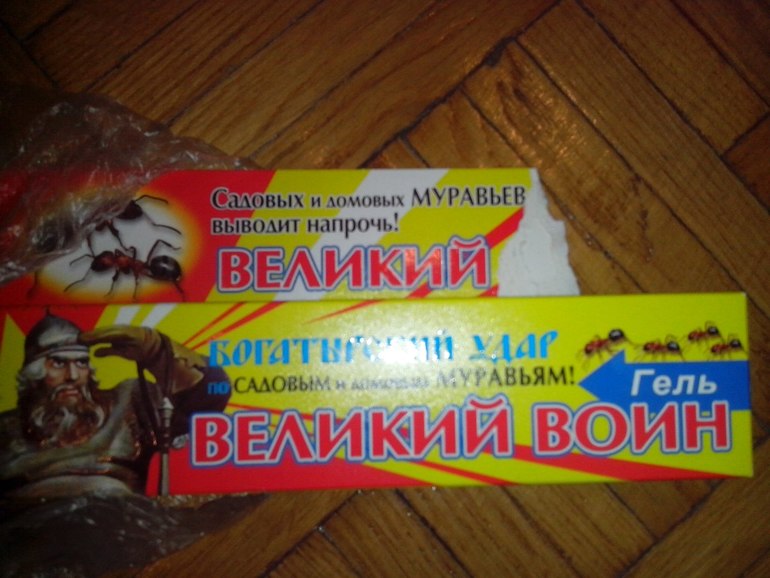 Садовых и домовых МУРАВЬЕВ
выводит напрочь!
ВЕЛИКИЙ
БОГАТЫРСКИЙ УДАР
по САДОВЫМ и домовым МУРАВЬЯМ!
Гель
ВЕЛИКИЙ ВОИН